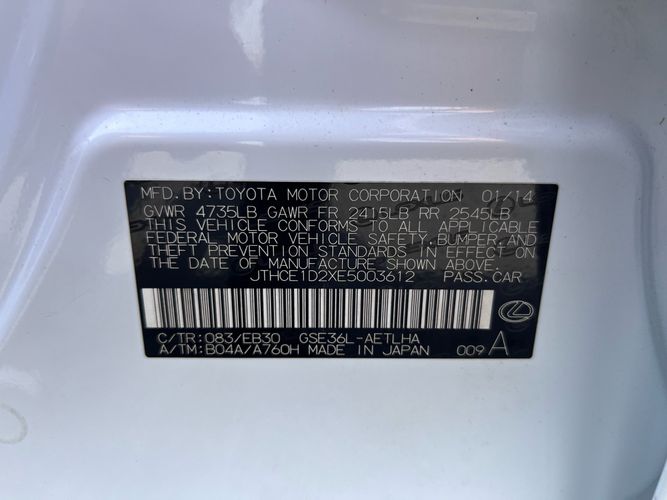 MFD.BY:TOYOTA MOTOR CORPORATION 01/14
GVWR 4735LB GAWR FR 2415LB RR 2545LB
THIS VEHICLE CONFORMS TO ALL APPLICABLE
FEDERAL MOTOR VEHICLE SAFETY,BUMPER,AND
THEFT PREVENTION STANDARDS IN EFFECT ON
THE DATE OF MANUFACTURE SHOWN ABOVE.
JTHCE1D2XE5003612 PASS.CAR
C/TR:083/EB30 GSE36L-AETLHA
A/TM:B04A/A760H MADE IN JAPAN 009 A